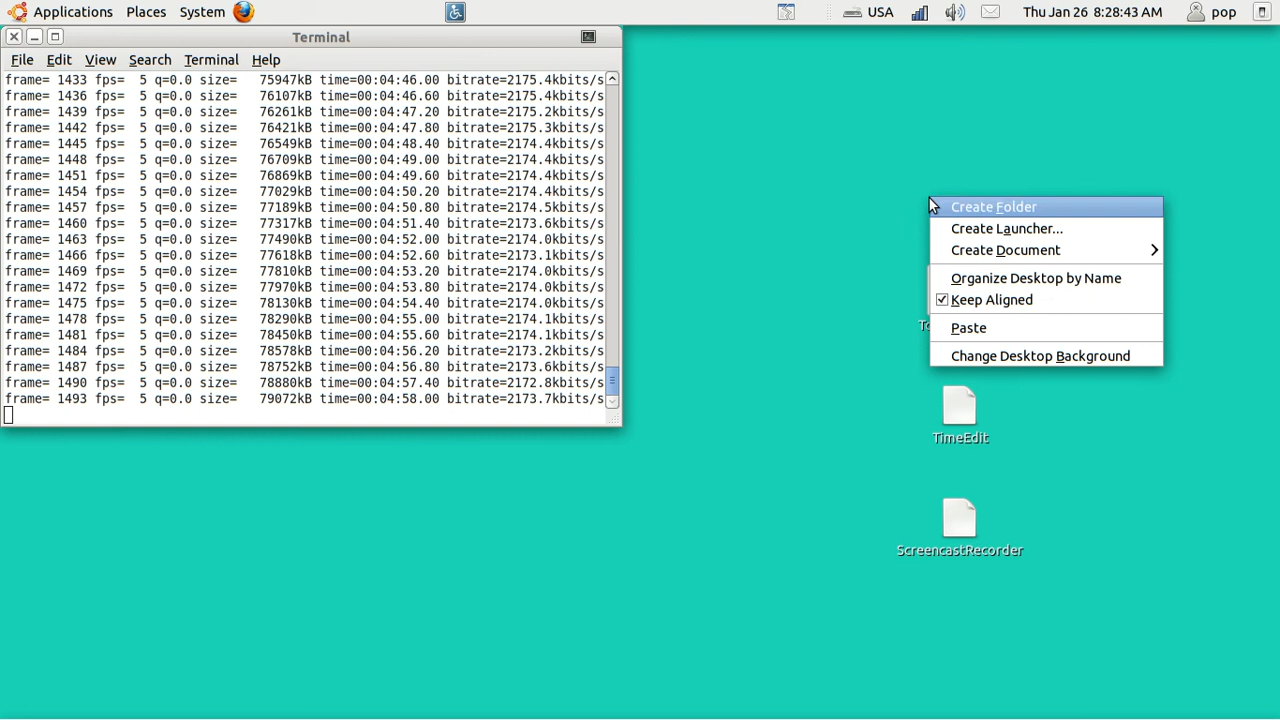 Applications Places System USA Thu Jan 26 8:28:43 AM pop
Terminal
File Edit View Search Terminal Help
frame= 1433 fps=  5 q=0.0 size=   75947kB time=00:04:46.00 bitrate=2175.4kbits/s
frame= 1436 fps=  5 q=0.0 size=   76107kB time=00:04:46.60 bitrate=2175.4kbits/s
frame= 1439 fps=  5 q=0.0 size=   76261kB time=00:04:47.20 bitrate=2175.2kbits/s
frame= 1442 fps=  5 q=0.0 size=   76421kB time=00:04:47.80 bitrate=2175.3kbits/s
frame= 1445 fps=  5 q=0.0 size=   76549kB time=00:04:48.40 bitrate=2174.4kbits/s
frame= 1448 fps=  5 q=0.0 size=   76709kB time=00:04:49.00 bitrate=2174.4kbits/s
frame= 1451 fps=  5 q=0.0 size=   76869kB time=00:04:49.60 bitrate=2174.4kbits/s
frame= 1454 fps=  5 q=0.0 size=   77029kB time=00:04:50.20 bitrate=2174.4kbits/s
frame= 1457 fps=  5 q=0.0 size=   77189kB time=00:04:50.80 bitrate=2174.5kbits/s
frame= 1460 fps=  5 q=0.0 size=   77317kB time=00:04:51.40 bitrate=2173.6kbits/s
frame= 1463 fps=  5 q=0.0 size=   77490kB time=00:04:52.00 bitrate=2174.0kbits/s
frame= 1466 fps=  5 q=0.0 size=   77618kB time=00:04:52.60 bitrate=2173.1kbits/s
frame= 1469 fps=  5 q=0.0 size=   77810kB time=00:04:53.20 bitrate=2174.0kbits/s
frame= 1472 fps=  5 q=0.0 size=   77970kB time=00:04:53.80 bitrate=2174.0kbits/s
frame= 1475 fps=  5 q=0.0 size=   78130kB time=00:04:54.40 bitrate=2174.1kbits/s
frame= 1478 fps=  5 q=0.0 size=   78290kB time=00:04:55.00 bitrate=2174.1kbits/s
frame= 1481 fps=  5 q=0.0 size=   78450kB time=00:04:55.60 bitrate=2174.1kbits/s
frame= 1484 fps=  5 q=0.0 size=   78578kB time=00:04:56.20 bitrate=2173.2kbits/s
frame= 1487 fps=  5 q=0.0 size=   78752kB time=00:04:56.80 bitrate=2173.6kbits/s
frame= 1490 fps=  5 q=0.0 size=   78880kB time=00:04:57.40 bitrate=2172.8kbits/s
frame= 1493 fps=  5 q=0.0 size=   79072kB time=00:04:58.00 bitrate=2173.7kbits/s
Create Folder
Create Launcher...
Create Document
Organize Desktop by Name
Keep Aligned
Paste
Change Desktop Background
TimeEdit
ScreencastRecorder